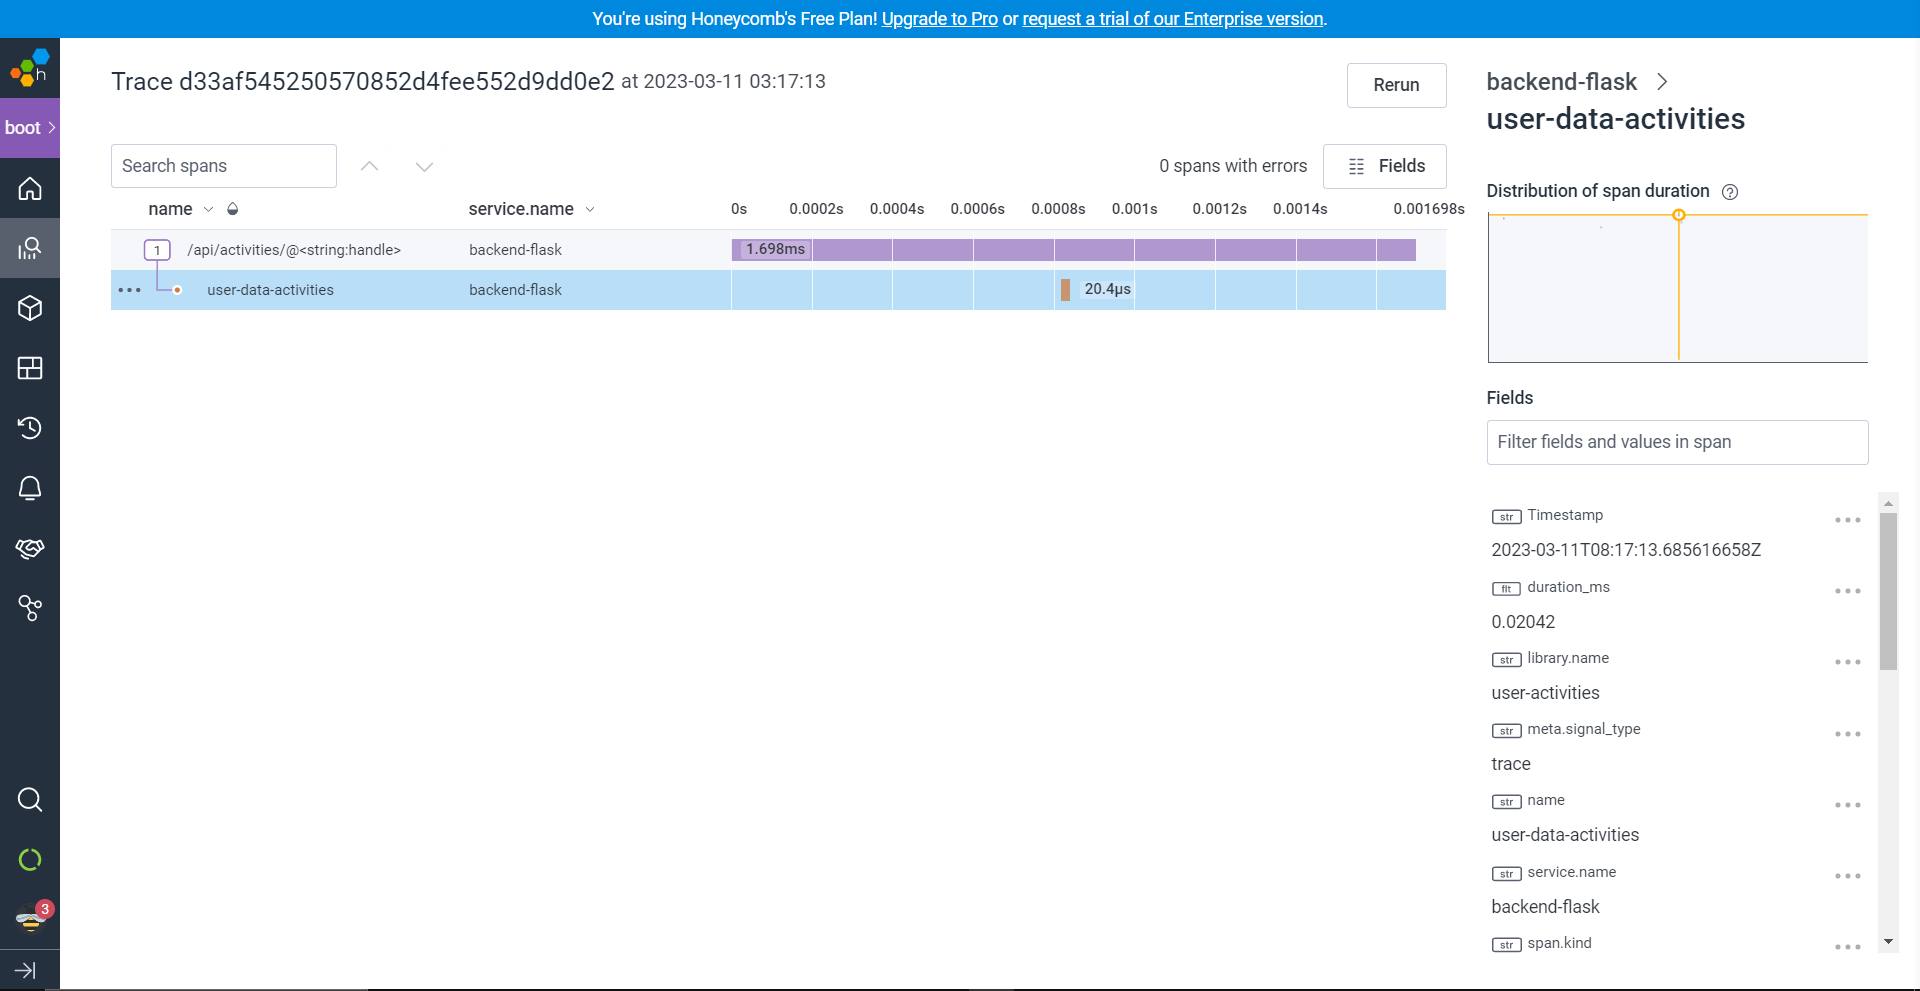 You're using Honeycomb's Free Plan! Upgrade to Pro or request a trial of our Enterprise version.
h
boot
3
Trace d33af545250570852d4fee552d9dd0e2 at 2023-03-11 03:17:13
Rerun
Search spans
0 spans with errors
Fields
name service.name 0s 0.0002s 0.0004s 0.0006s 0.0008s 0.001s 0.0012s 0.0014s 0.001698s
1 /api/activities/@<string:handle> backend-flask 1.698ms
user-data-activities backend-flask 20.4µs
backend-flask
user-data-activities
Distribution of span duration
Fields
Filter fields and values in span
str Timestamp
2023-03-11T08:17:13.685616658Z
flt duration_ms
0.02042
str library.name
user-activities
str meta.signal_type
trace
str name
user-data-activities
str service.name
backend-flask
str span.kind